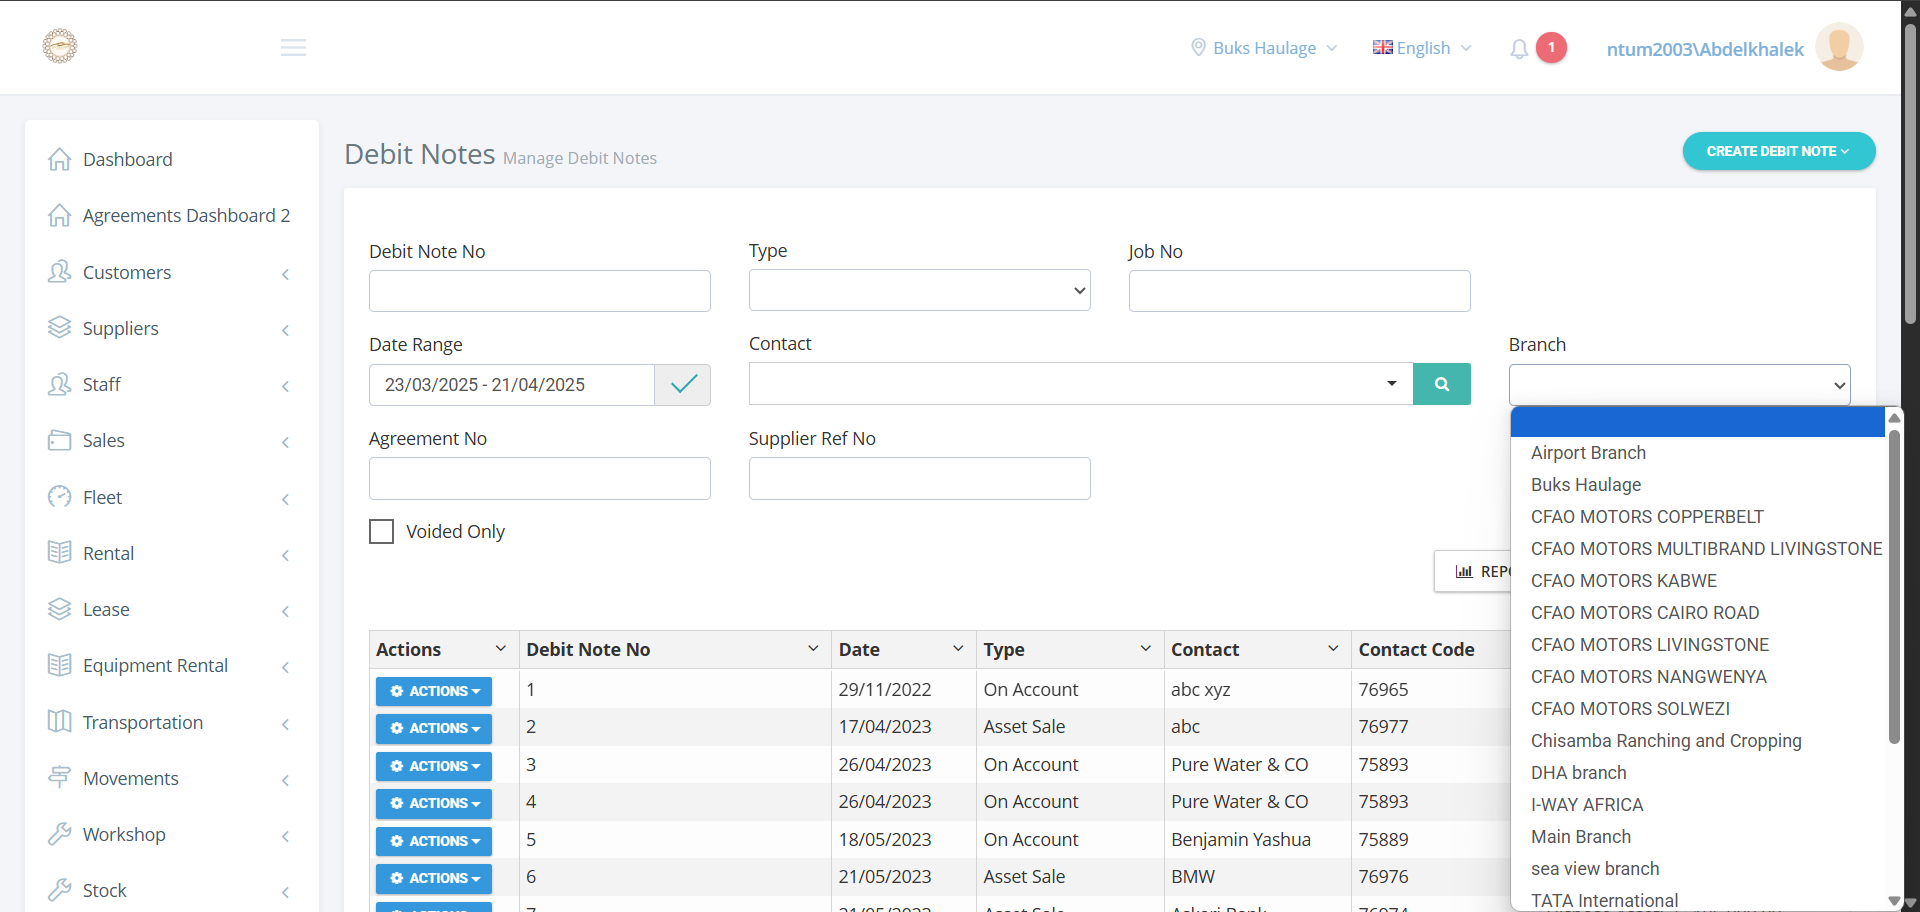 Buks Haulage
English
1
ntum2003\Abdelkhalek
Dashboard
Agreements Dashboard 2
Customers
Suppliers
Staff
Sales
Fleet
Rental
Lease
Equipment Rental
Transportation
Movements
Workshop
Stock
Debit Notes Manage Debit Notes
CREATE DEBIT NOTE
Debit Note No
Type
Job No
Date Range
23/03/2025 - 21/04/2025
Contact
Branch
Agreement No
Supplier Ref No
Voided Only
Airport Branch
Buks Haulage
CFAO MOTORS COPPERBELT
CFAO MOTORS MULTIBRAND LIVINGSTONE
CFAO MOTORS KABWE
CFAO MOTORS CAIRO ROAD
CFAO MOTORS LIVINGSTONE
CFAO MOTORS NANGWENYA
CFAO MOTORS SOLWEZI
Chisamba Ranching and Cropping
DHA branch
I-WAY AFRICA
Main Branch
sea view branch
TATA International
Actions Debit Note No Date Type Contact Contact Code
ACTIONS 1 29/11/2022 On Account abc xyz 76965
ACTIONS 2 17/04/2023 Asset Sale abc 76977
ACTIONS 3 26/04/2023 On Account Pure Water & CO 75893
ACTIONS 4 26/04/2023 On Account Pure Water & CO 75893
ACTIONS 5 18/05/2023 On Account Benjamin Yashua 75889
ACTIONS 6 21/05/2023 Asset Sale BMW 76976